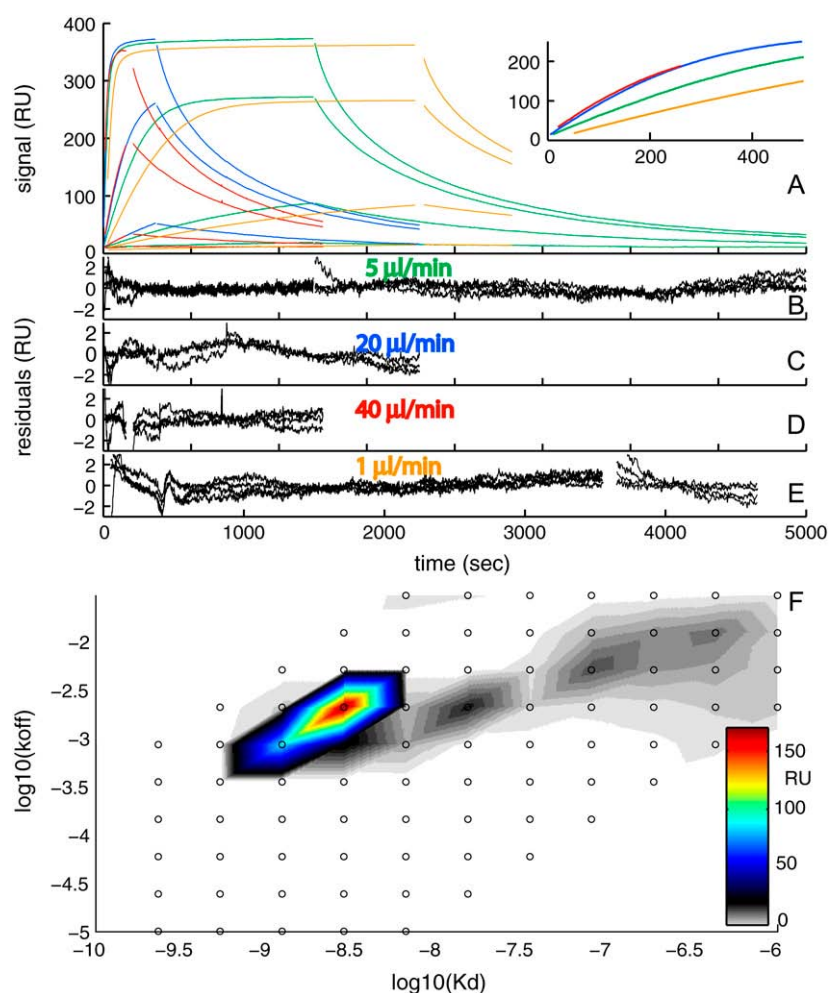 400
300
200
100
0
signal (RU)
200
100
0
0 200 400
A
2
0
-2
5 µl/min
B
2
0
-2
20 µl/min
C
2
0
-2
40 µl/min
D
2
0
-2
1 µl/min
E
residuals (RU)
0 1000 2000 3000 4000 5000
time (sec)
F
-2
-2.5
-3
-3.5
-4
-4.5
-5
log10(koff)
150
RU
100
50
0
-10 -9.5 -9 -8.5 -8 -7.5 -7 -6.5 -6
log10(Kd)